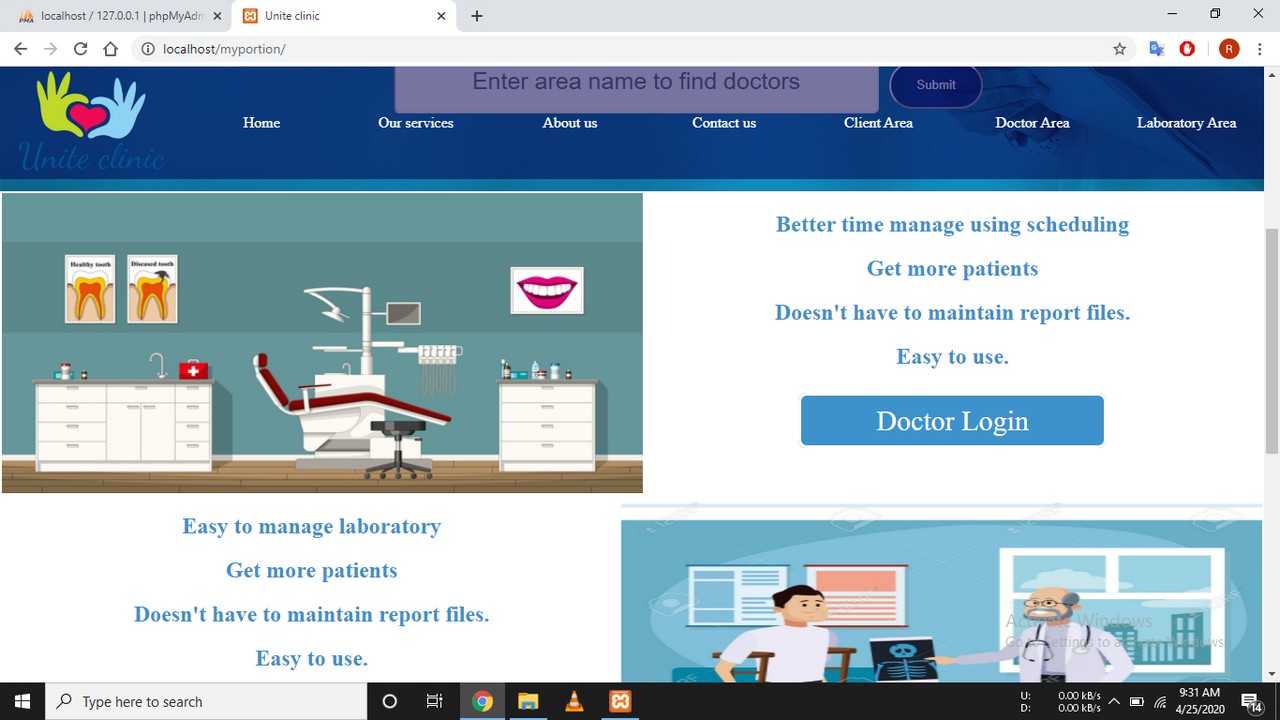 localhost / 127.0.0.1 | phpMyAdm
Unite clinic
localhost/myportion/
R
Enter area name to find doctors
Submit
Home Our services About us Contact us Client Area Doctor Area Laboratory Area
Unite clinic
Healthy tooth
Diseased tooth
Better time manage using scheduling
Get more patients
Doesn't have to maintain report files.
Easy to use.
Doctor Login
Easy to manage laboratory
Get more patients
Doesn't have to maintain report files.
Easy to use.
Activate Windows
Go to Settings to activate Windows
Type here to search
U: 0.00 kB/s
D: 0.00 kB/s
9:31 AM
4/25/2020
14